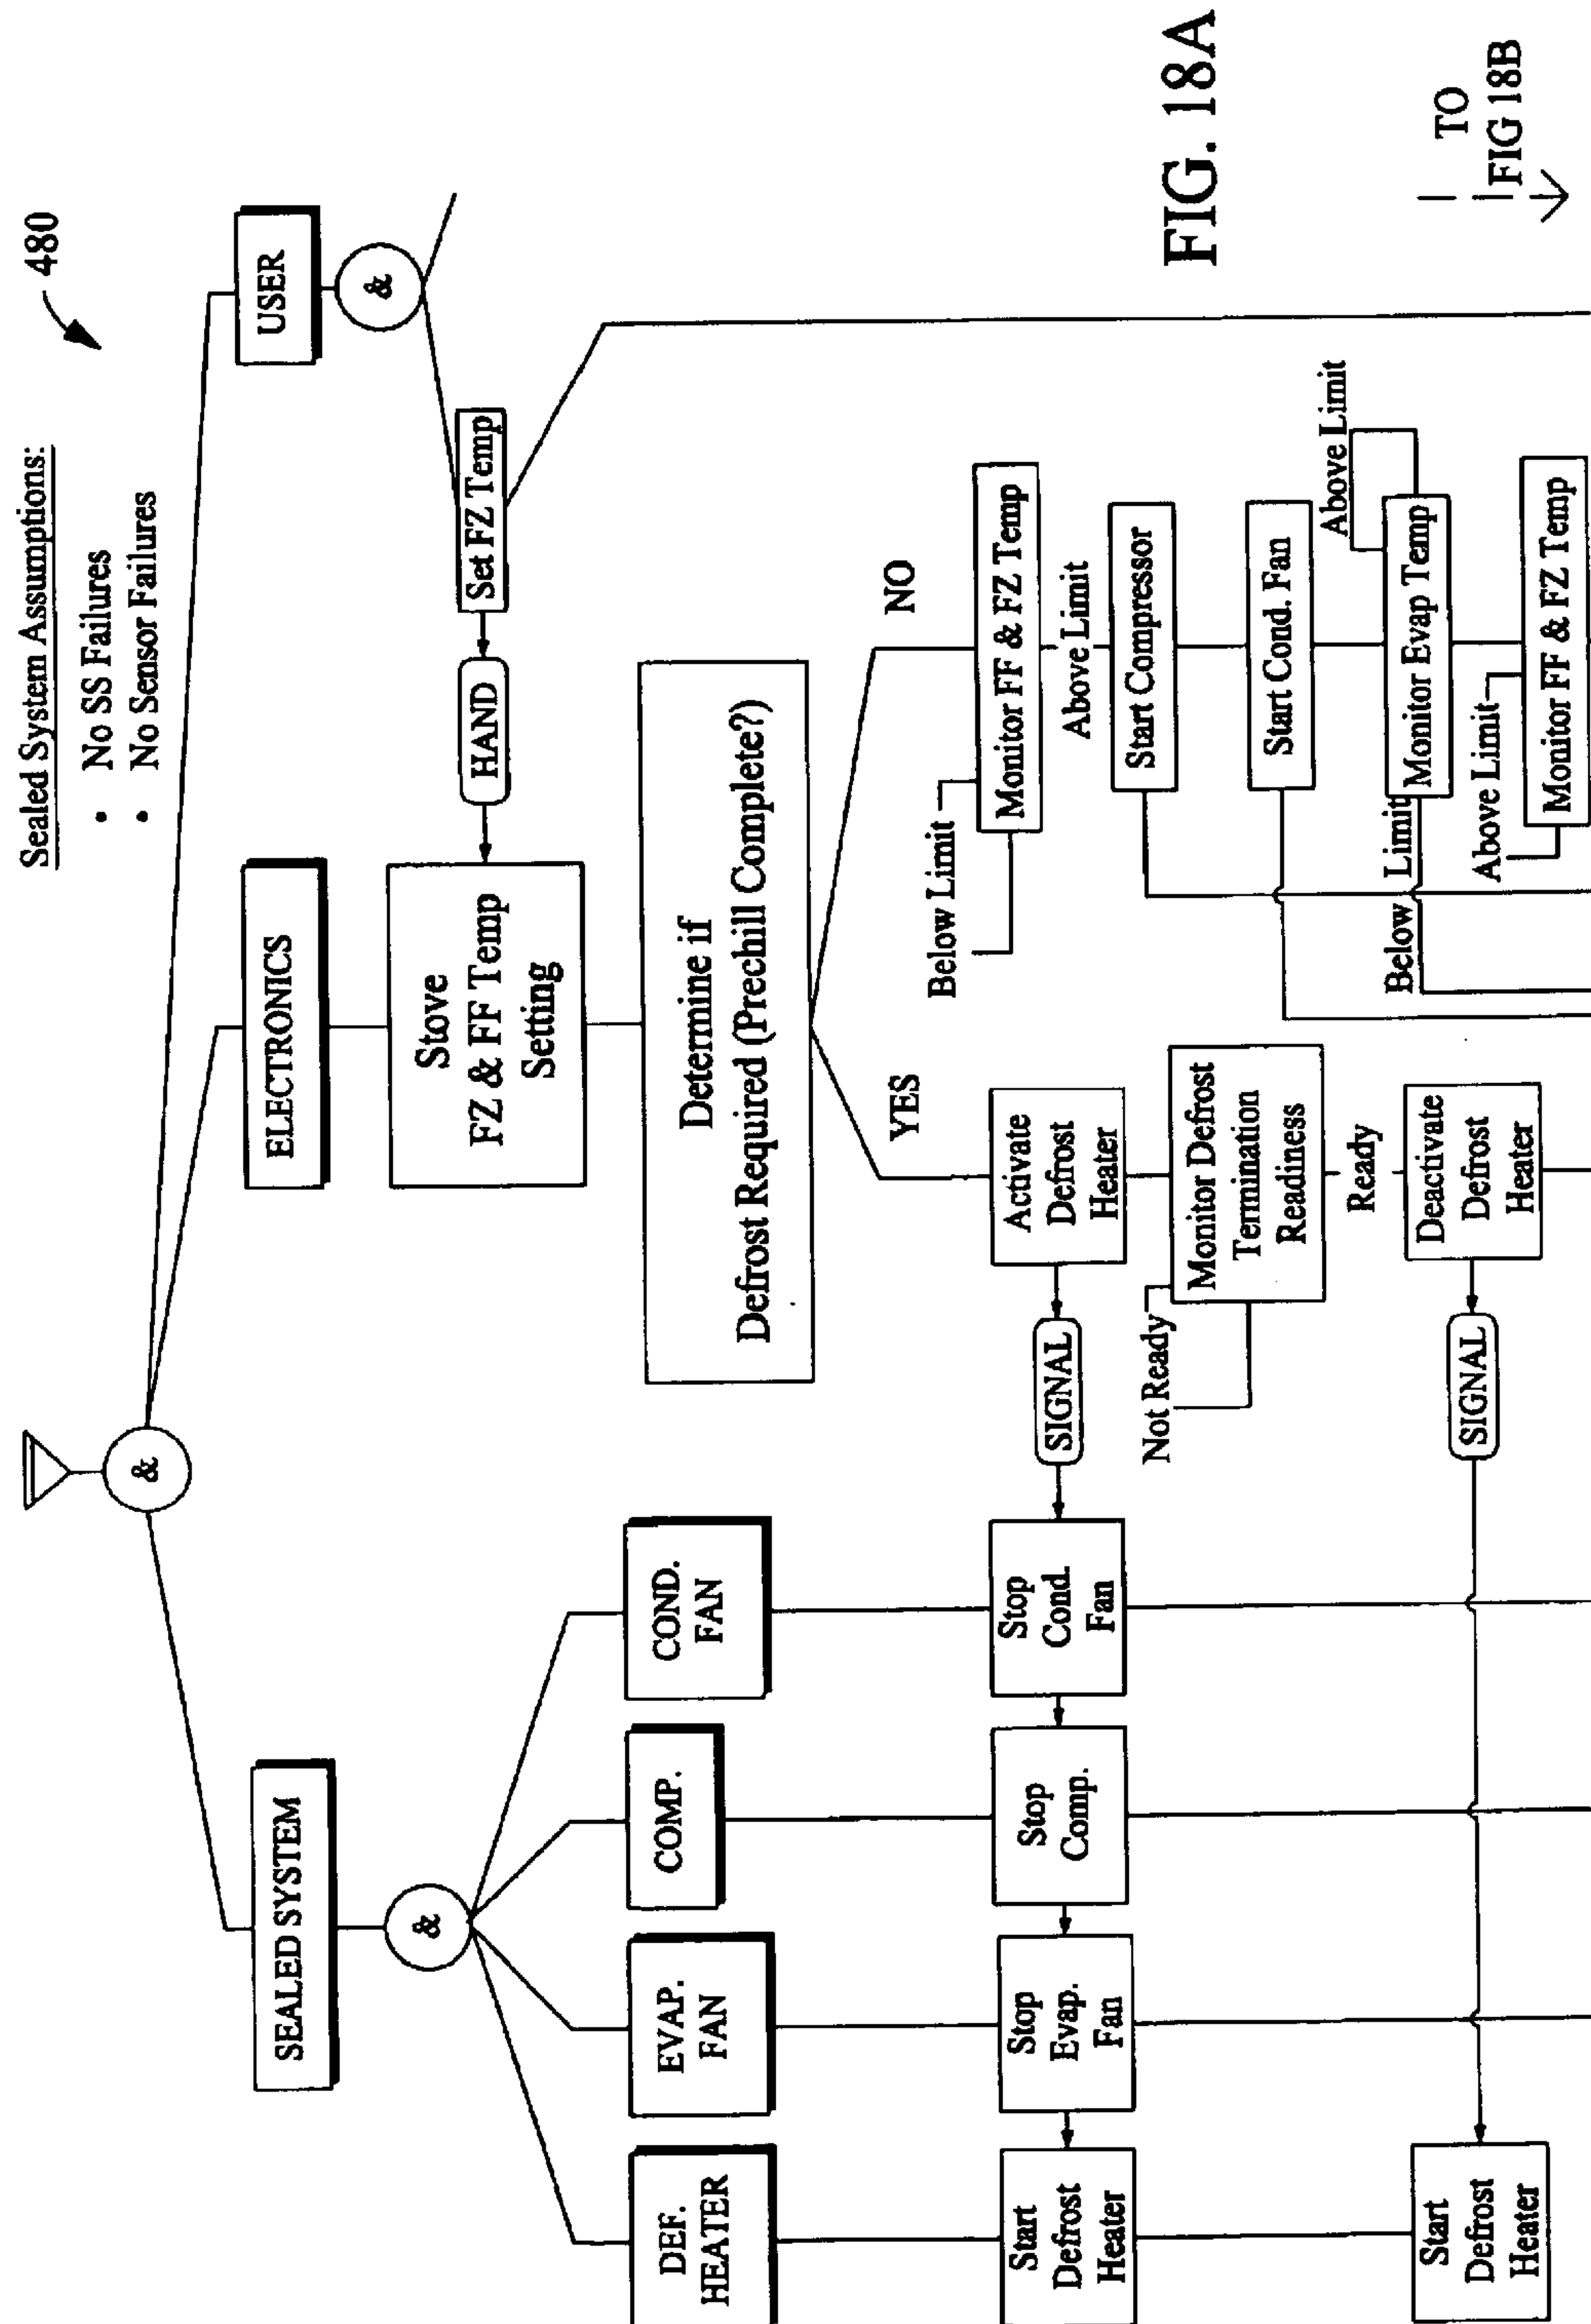 480
Sealed System Assumptions:
• No SS Failures
• No Sensor Failures
&
SEALED SYSTEM
ELECTRONICS
USER
&
&
Stove
FZ & FF Temp
Setting
HAND
Set FZ Temp
DEF.
HEATER
EVAP.
FAN
COMP.
COND.
FAN
Determine if
Defrost Required (Prechill Complete?)
YES
NO
Start
Defrost
Heater
Stop
Evap.
Fan
Stop
Comp.
Stop
Cond.
Fan
SIGNAL
Activate
Defrost
Heater
Below Limit
Monitor FF & FZ Temp
Above Limit
Not Ready
Monitor Defrost
Termination
Readiness
Ready
Start Compressor
Start Cond. Fan
Above Limit
Below Limit
Monitor Evap Temp
Start
Defrost
Heater
SIGNAL
Deactivate
Defrost
Heater
Above Limit
Monitor FF & FZ Temp
FIG. 18A
TO
FIG 18B